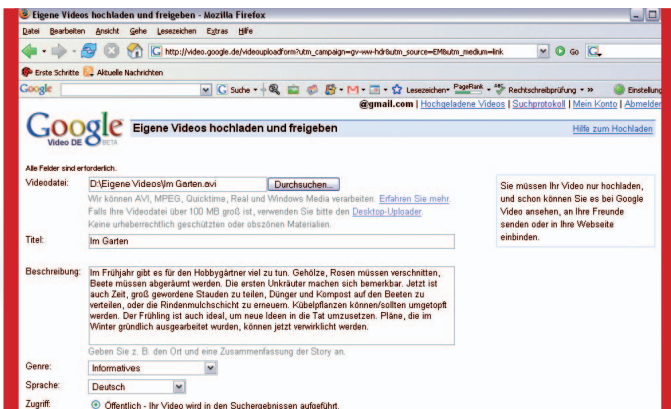 Eigene Videos hochladen und freigeben - Mozilla Firefox
Datei Bearbeiten Ansicht Gehe Lesezeichen Extras Hilfe
http://video.google.de/videouploadform?utm_campaign=gv-ww-hdr&utm_source=EM&utm_medium=link Go
Erste Schritte Aktuelle Nachrichten
Google Suche Lesezeichen PageRank Rechtschreibprüfung Einstellung
@gmail.com | Hochgeladene Videos | Suchprotokoll | Mein Konto | Abmelden
Google Eigene Videos hochladen und freigeben Hilfe zum Hochladen
Video DE BETA
Alle Felder sind erforderlich.
Videodatei: D:\Eigene Videos\Im Garten.avi Durchsuchen...
Wir können AVI, MPEG, Quicktime, Real und Windows Media verarbeiten. Erfahren Sie mehr.
Falls Ihre Videodatei über 100 MB groß ist, verwenden Sie bitte den Desktop-Uploader
Keine urheberrechtlich geschützten oder obszönen Materialien.
Sie müssen Ihr Video nur hochladen,
und schon können Sie es bei Google
Video ansehen, an Ihre Freunde
senden oder in Ihre Webseite
einbinden.
Titel: Im Garten
Beschreibung: Im Frühjahr gibt es für den Hobbygärtner viel zu tun. Gehölze, Rosen müssen verschnitten,
Beete müssen abgeräumt werden. Die ersten Unkräuter machen sich bemerkbar. Jetzt ist
auch Zeit, groß gewordene Stauden zu teilen, Dünger und Kompost auf den Beeten zu
verteilen, oder die Rindenmulchschicht zu erneuern. Kübelpflanzen können/sollten umgetopft
werden. Der Frühling ist auch ideal, um neue Ideen in die Tat umzusetzen. Pläne, die im
Winter gründlich ausgearbeitet wurden, können jetzt verwirklicht werden.
Geben Sie z. B. den Ort und eine Zusammenfassung der Story an.
Genre: Informatives
Sprache: Deutsch
Zugriff: Öffentlich - Ihr Video wird in den Suchergebnissen aufgeführt.